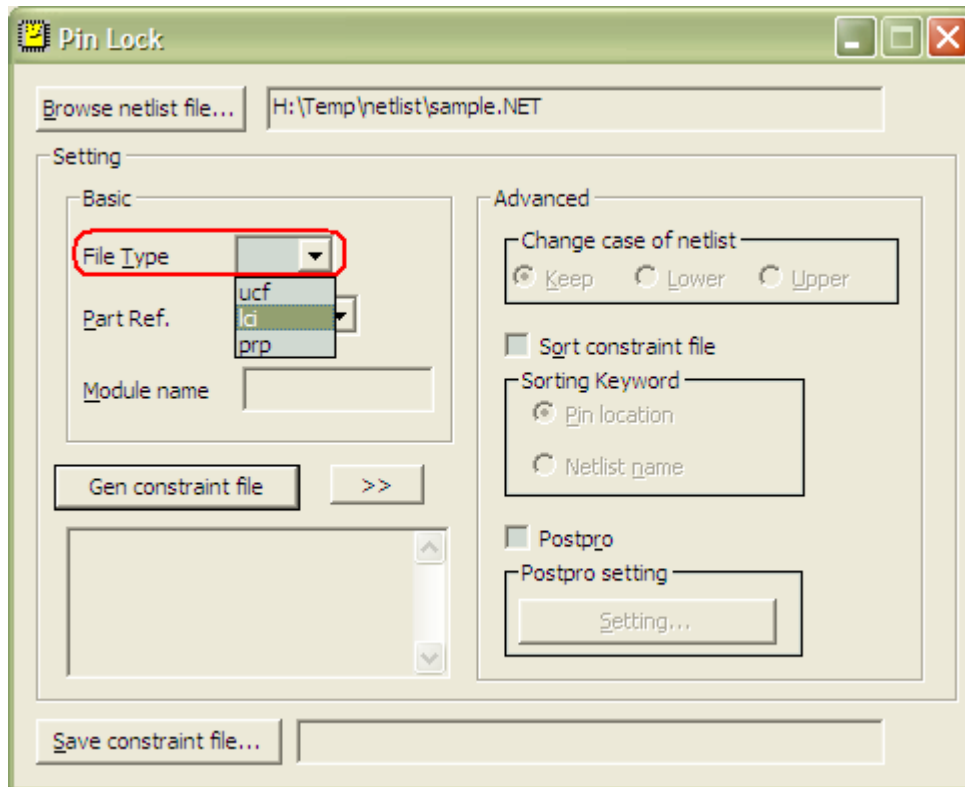 Pin Lock
Browse netlist file... H:\Temp\netlist\sample.NET
Setting
Basic
File Type
ucf
lci
prp
Part Ref.
Module name
Gen constraint file >>
Advanced
Change case of netlist
Keep Lower Upper
Sort constraint file
Sorting Keyword
Pin location
Netlist name
Postpro
Postpro setting
Setting...
Save constraint file...